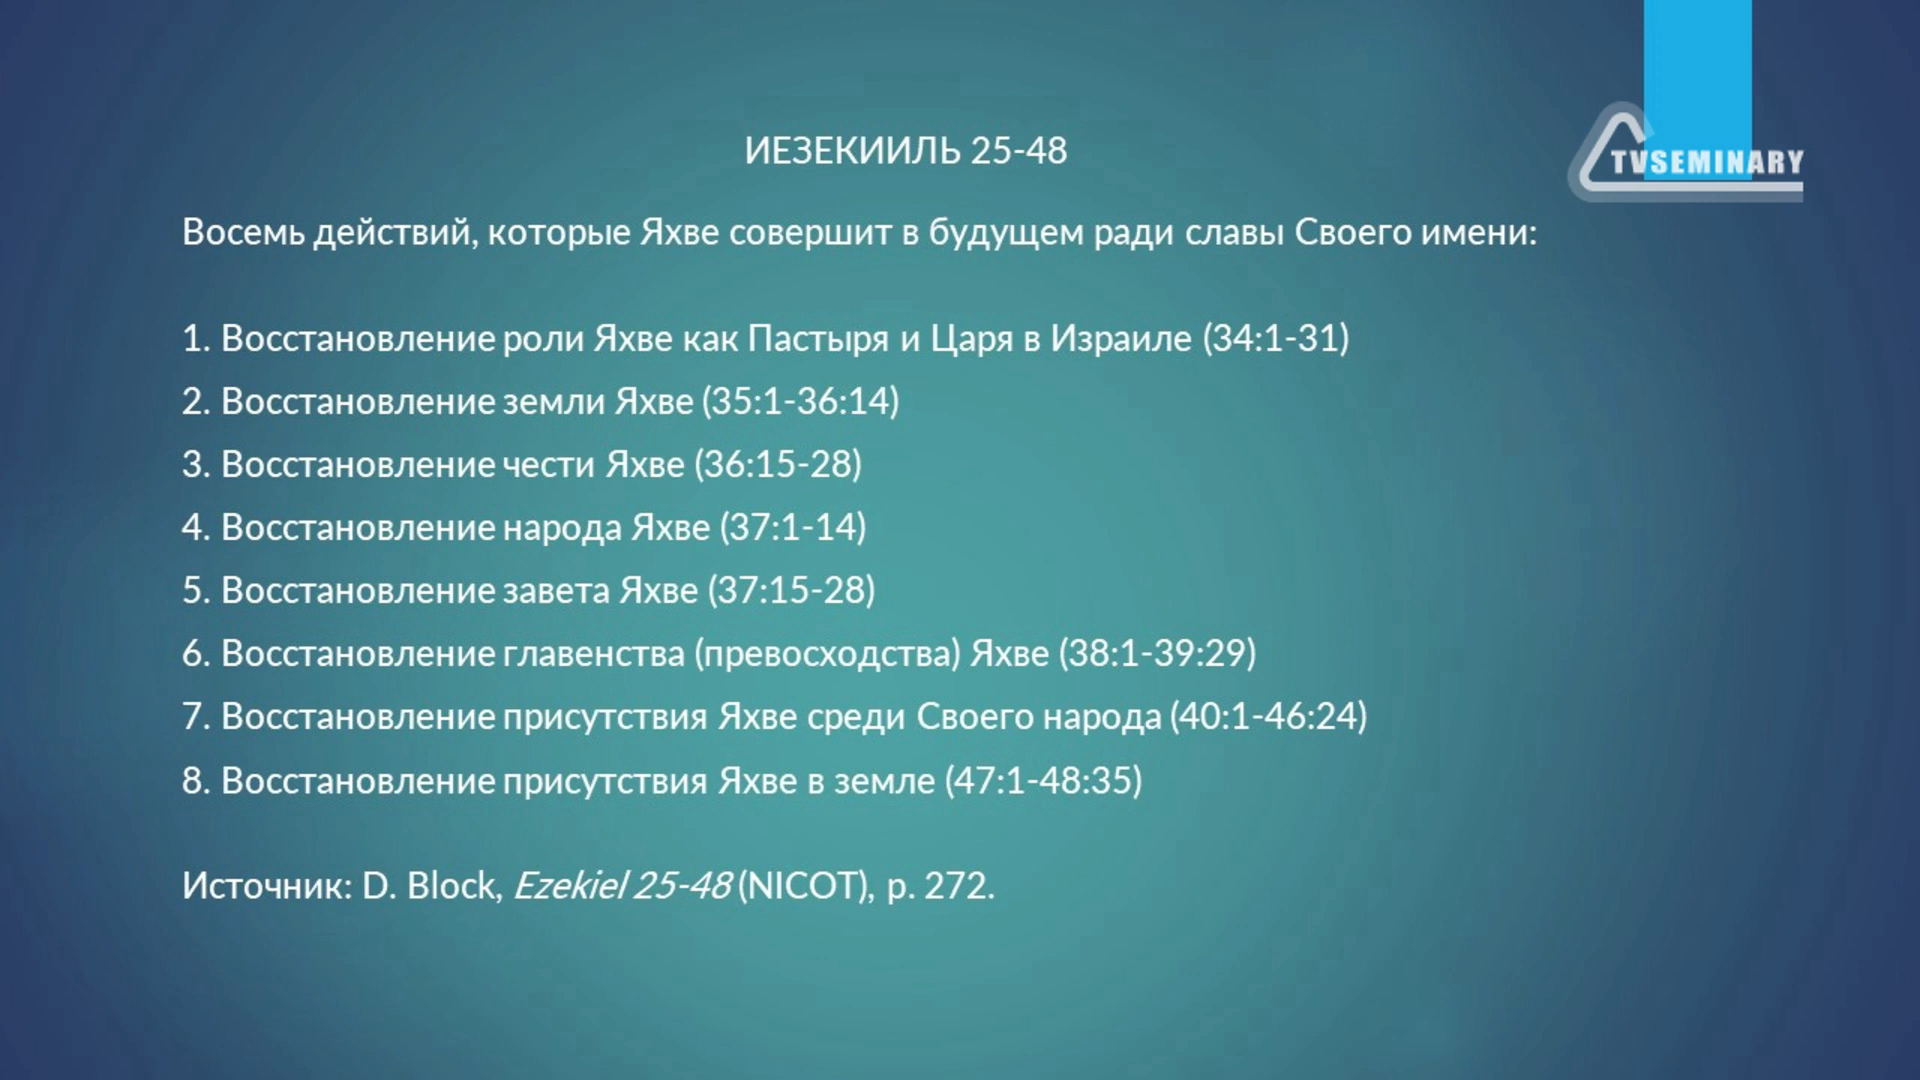 ИЕЗЕКИИЛЬ 25-48
TVSEMINARY
Восемь действий, которые Яхве совершит в будущем ради славы Своего имени:
1. Восстановление роли Яхве как Пастыря и Царя в Израиле (34:1-31)
2. Восстановление земли Яхве (35:1-36:14)
3. Восстановление чести Яхве (36:15-28)
4. Восстановление народа Яхве (37:1-14)
5. Восстановление завета Яхве (37:15-28)
6. Восстановление главенства (превосходства) Яхве (38:1-39:29)
7. Восстановление присутствия Яхве среди Своего народа (40:1-46:24)
8. Восстановление присутствия Яхве в земле (47:1-48:35)
Источник: D. Block, Ezekiel 25-48 (NICOT), p. 272.